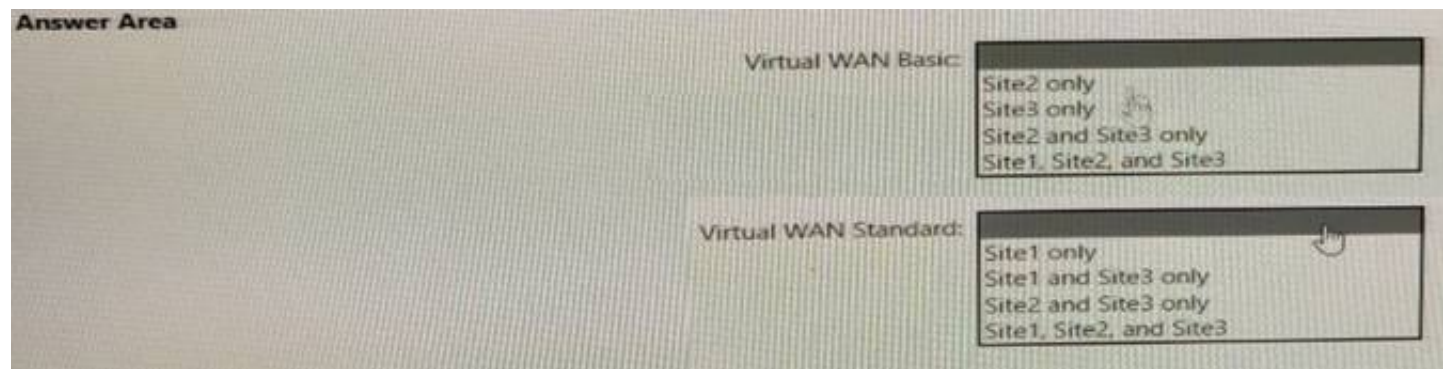 Answer Area
Virtual WAN Basic:
Site2 only
Site3 only
Site2 and Site3 only
Site1, Site2, and Site3
Virtual WAN Standard:
Site1 only
Site1 and Site3 only
Site2 and Site3 only
Site1, Site2, and Site3